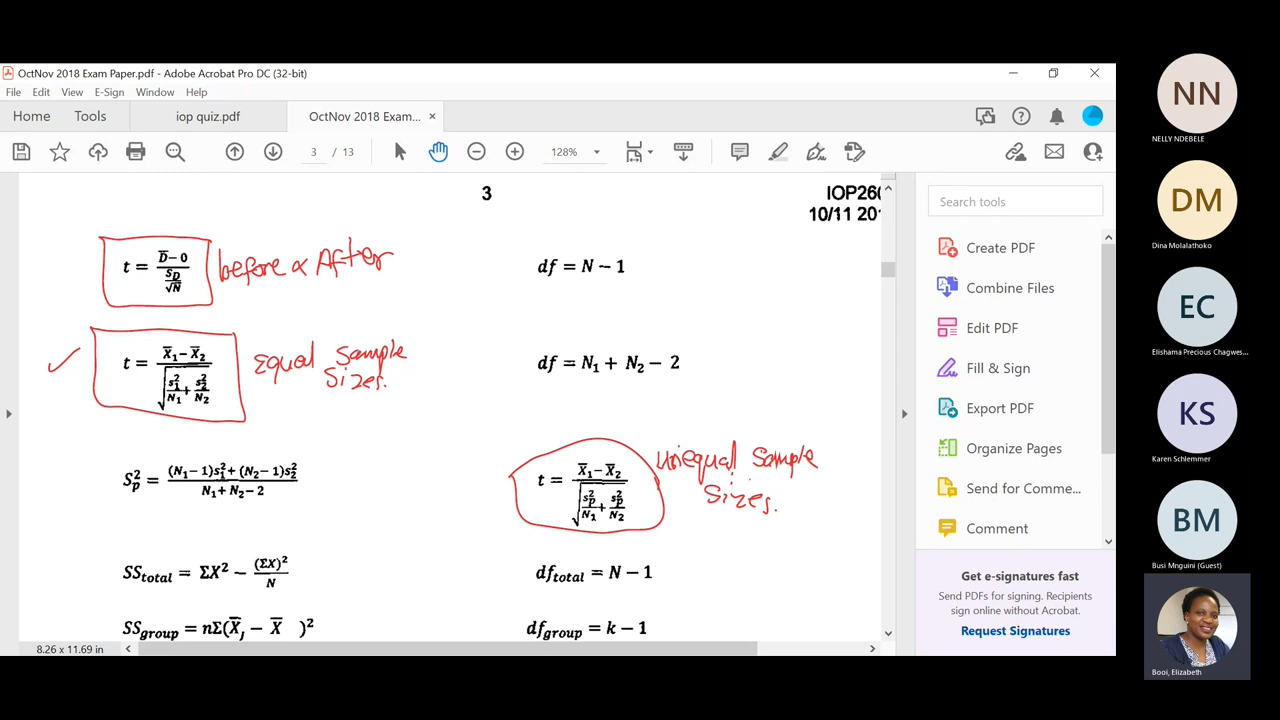 OctNov 2018 Exam Paper.pdf - Adobe Acrobat Pro DC (32-bit)
File Edit View E-Sign Window Help
Home Tools iop quiz.pdf OctNov 2018 Exam... ×
3 / 13 128%
3 IOP260
10/11 201
t = (D̄ − 0) / (S_D / √N) before & After df = N − 1
t = (X̄₁ − X̄₂) / √(s₁²/N₁ + s₂²/N₂) Equal Sample df = N₁ + N₂ − 2
Sizes.
S_p² = ((N₁−1)s₁² + (N₂−1)s₂²) / (N₁+N₂−2) t = (X̄₁ − X̄₂) / √(s_p²/N₁ + s_p²/N₂) Unequal Sample
Sizes.
SS_total = ΣX² − (ΣX)²/N df_total = N − 1
SS_group = nΣ(X̄_j − X̄ )² df_group = k − 1
8.26 x 11.69 in
Search tools
Create PDF
Combine Files
Edit PDF
Fill & Sign
Export PDF
Organize Pages
Send for Comme...
Comment
Get e-signatures fast
Send PDFs for signing. Recipients
sign online without Acrobat.
Request Signatures
NN
NELLY NDEBELE
DM
Dina Molalathoko
EC
Elishama Precious Chagwes...
KS
Karen Schlemmer
BM
Busi Mnguini (Guest)
Booi, Elizabeth